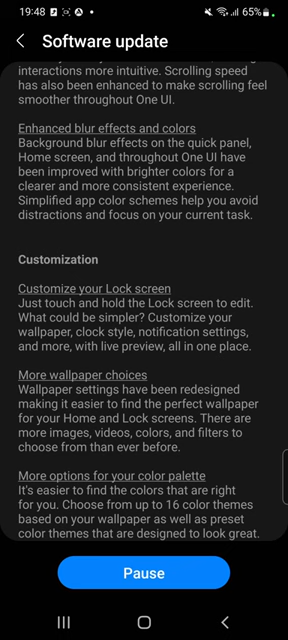 19:48 65%
Software update
interactions more intuitive. Scrolling speed
has also been enhanced to make scrolling feel
smoother throughout One UI.
Enhanced blur effects and colors
Background blur effects on the quick panel,
Home screen, and throughout One UI have
been improved with brighter colors for a
clearer and more consistent experience.
Simplified app color schemes help you avoid
distractions and focus on your current task.
Customization
Customize your Lock screen
Just touch and hold the Lock screen to edit.
What could be simpler? Customize your
wallpaper, clock style, notification settings,
and more, with live preview, all in one place.
More wallpaper choices
Wallpaper settings have been redesigned
making it easier to find the perfect wallpaper
for your Home and Lock screens. There are
more images, videos, colors, and filters to
choose from than ever before.
More options for your color palette
It's easier to find the colors that are right
for you. Choose from up to 16 color themes
based on your wallpaper as well as preset
color themes that are designed to look great.
Pause